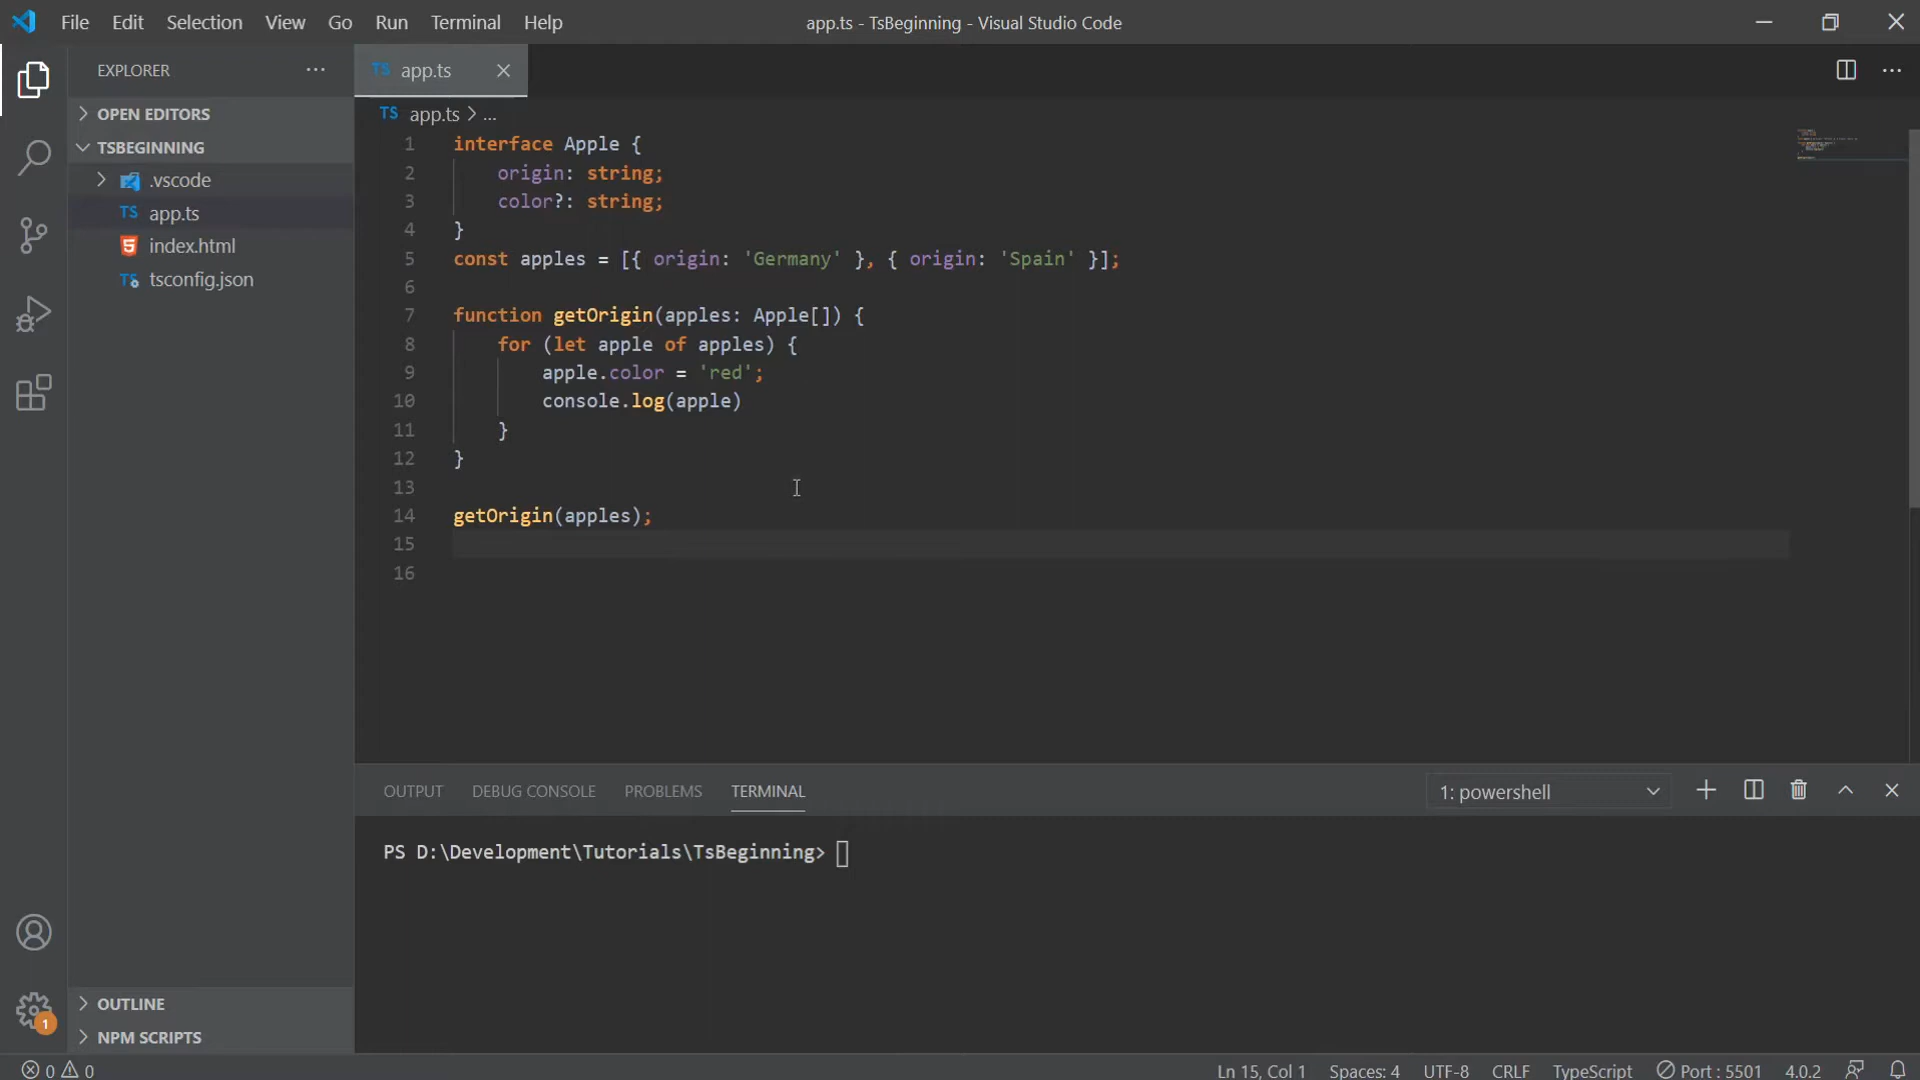 File Edit Selection View Go Run Terminal Help app.ts - TsBeginning - Visual Studio Code
EXPLORER ...
OPEN EDITORS
TSBEGINNING
.vscode
TS app.ts
index.html
TS tsconfig.json
OUTLINE
NPM SCRIPTS
1
TS app.ts
TS app.ts > ...
1 interface Apple {
2     origin: string;
3     color?: string;
4 }
5 const apples = [{ origin: 'Germany' }, { origin: 'Spain' }];
6
7 function getOrigin(apples: Apple[]) {
8     for (let apple of apples) {
9         apple.color = 'red';
10         console.log(apple)
11     }
12 }
13
14 getOrigin(apples);
15
16
OUTPUT DEBUG CONSOLE PROBLEMS TERMINAL 1: powershell
PS D:\Development\Tutorials\TsBeginning>
0 0 Ln 15, Col 1 Spaces: 4 UTF-8 CRLF TypeScript Port : 5501 4.0.2